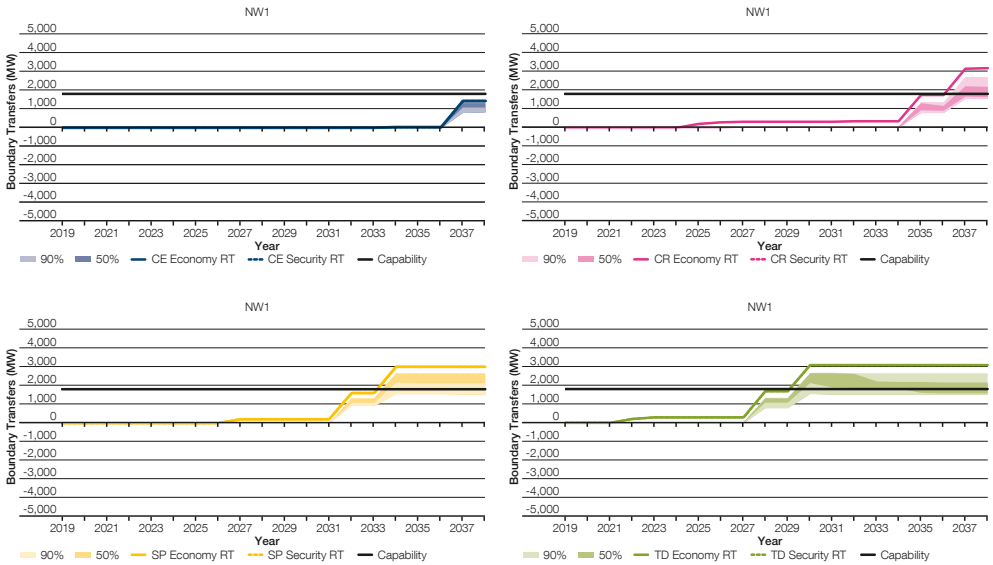 NW1
Boundary Transfers (MW)
5,000
4,000
3,000
2,000
1,000
0
-1,000
-2,000
-3,000
-4,000
-5,000
2019 2021 2023 2025 2027 2029 2031 2033 2035 2037
Year
90% 50% CE Economy RT CE Security RT Capability
NW1
Boundary Transfers (MW)
5,000
4,000
3,000
2,000
1,000
0
-1,000
-2,000
-3,000
-4,000
-5,000
2019 2021 2023 2025 2027 2029 2031 2033 2035 2037
Year
90% 50% CR Economy RT CR Security RT Capability
NW1
Boundary Transfers (MW)
5,000
4,000
3,000
2,000
1,000
0
-1,000
-2,000
-3,000
-4,000
-5,000
2019 2021 2023 2025 2027 2029 2031 2033 2035 2037
Year
90% 50% SP Economy RT SP Security RT Capability
NW1
Boundary Transfers (MW)
5,000
4,000
3,000
2,000
1,000
0
-1,000
-2,000
-3,000
-4,000
-5,000
2019 2021 2023 2025 2027 2029 2031 2033 2035 2037
Year
90% 50% TD Economy RT TD Security RT Capability